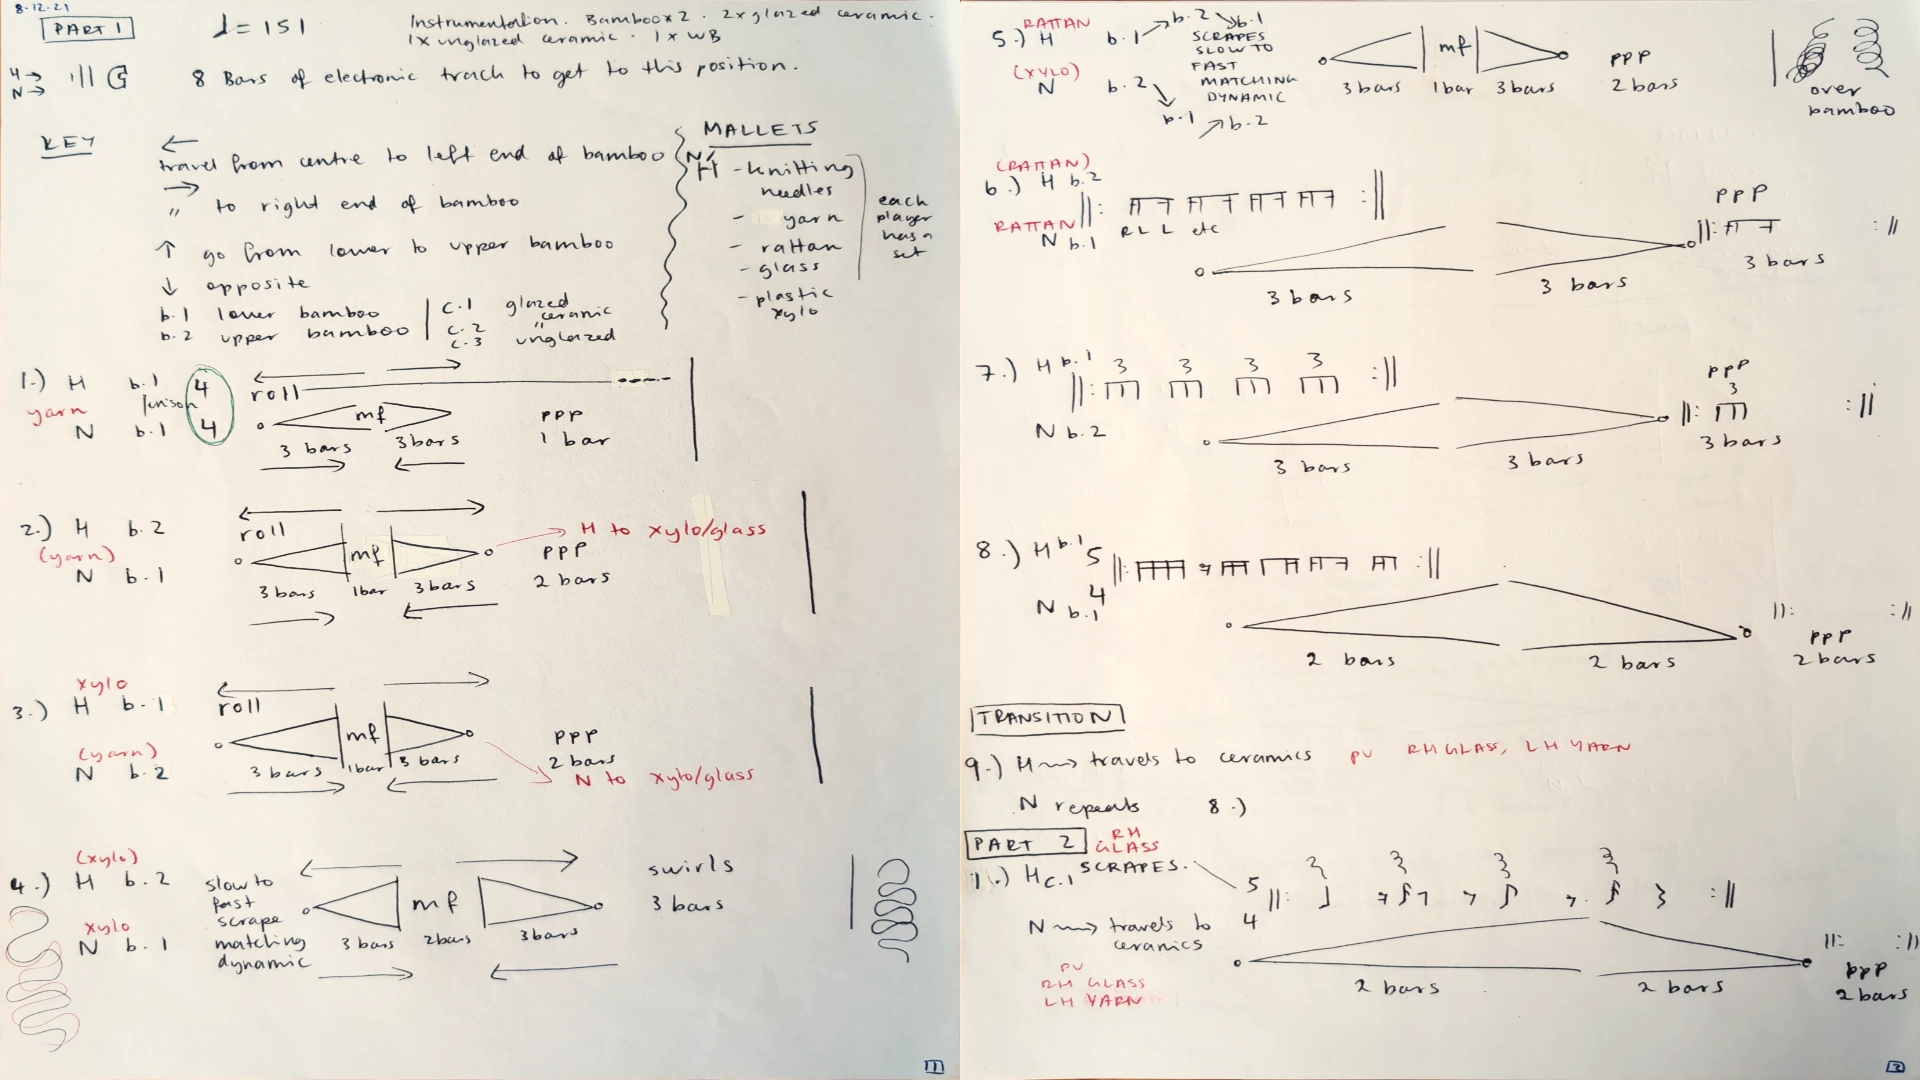 8-12-21
PART 1
♩ = 151
Instrumentation. Bamboo x 2. 2x glazed ceramic.
1x unglazed ceramic. 1 x WB
H →
N →
8 Bars of electronic track to get to this position.
KEY
←
travel from centre to left end of bamboo
→
" to right end of bamboo
↑ go from lower to upper bamboo
↓ opposite
b.1 lower bamboo
b.2 upper bamboo
c.1 glazed ceramic
c.2 "
c.3 unglazed
MALLETS
N
H - knitting needles
- yarn
- rattan
- glass
- plastic xylo
each player has a set
1.) H b.1 4 roll
yarn unison mf ppp
N b.1 4 3 bars 3 bars 1 bar
2.) H b.2 roll → H to xylo/glass
(yarn) mf ppp
N b.1 3 bars 1 bar 3 bars 2 bars
xylo
3.) H b.1 roll
(yarn) mf ppp
N b.2 3 bars 1 bar 3 bars 2 bars
N to xylo/glass
(xylo)
4.) H b.2 slow to fast scrape matching dynamic mf swirls
xylo
N b.1 3 bars 2 bars 3 bars 3 bars
1
RATTAN
5.) H b.1 b.2 b.1
SCRAPES
SLOW TO
FAST
MATCHING
DYNAMIC
(XYLO)
N b.2 b.1 b.2
mf ppp
3 bars 1 bar 3 bars 2 bars
over
bamboo
(RATTAN)
6.) H b.2
RATTAN
N b.1 R L L etc
ppp
3 bars 3 bars 3 bars
7.) H b.1 3 3 3 3
ppp
3
N b.2
3 bars 3 bars 3 bars
8.) H b.1 5
4
N b.1
ppp
2 bars 2 bars 2 bars
TRANSITION
9.) H → travels to ceramics pu RH GLASS, LH YARN
N repeats 8.)
PART 2
RH
GLASS
1.) H c.1 SCRAPES. 5
N → travels to ceramics 4
pu
RH GLASS
LH YARN
ppp
2 bars 2 bars 2 bars
2